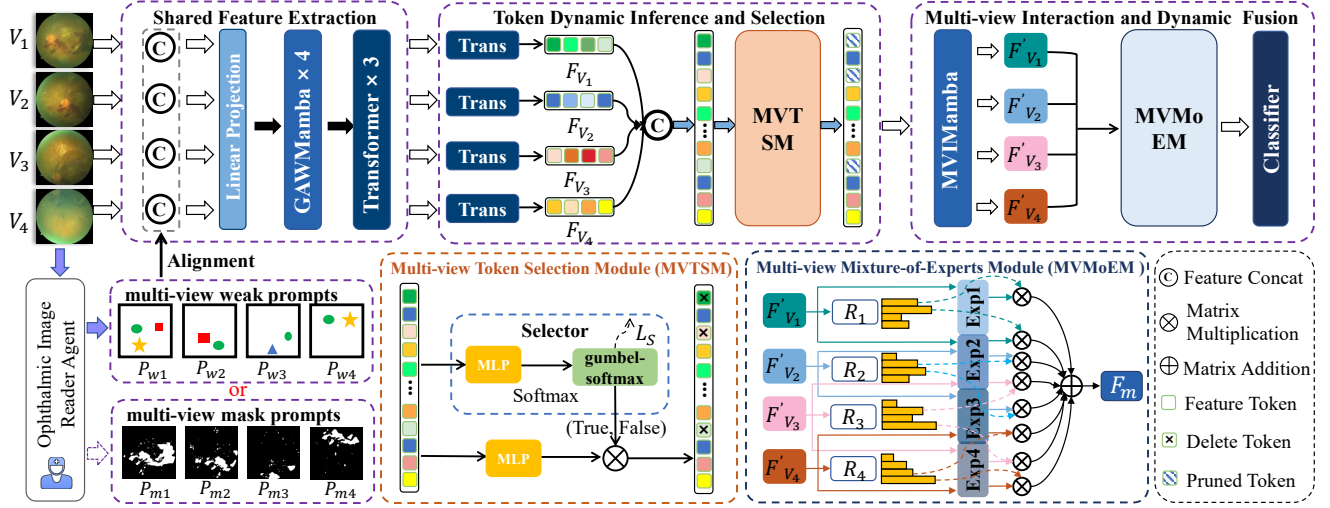 Shared Feature Extraction
Token Dynamic Inference and Selection
Multi-view Interaction and Dynamic Fusion
V1
V2
V3
V4
C
C
C
C
Linear Projection
GAWMamba × 4
Transformer × 3
Trans
Trans
Trans
Trans
FV1
FV2
FV3
FV4
C
MVT
SM
MVIMamba
F'V1
F'V2
F'V3
F'V4
MVMo
EM
Classifier
Alignment
Ophthalmic Image
Reader Agent
multi-view weak prompts
Pw1
Pw2
Pw3
Pw4
or
multi-view mask prompts
Pm1
Pm2
Pm3
Pm4
Multi-view Token Selection Module (MVTSM)
Selector
LS
MLP
gumbel-
softmax
Softmax
(True, False)
MLP
Multi-view Mixture-of-Experts Module (MVMoEM)
F'V1
R1
F'V2
R2
F'V3
R3
F'V4
R4
Exp1
Exp2
Exp3
Exp4
Fm
C Feature Concat
Matrix
Multiplication
Matrix Addition
Feature Token
Delete Token
Pruned Token